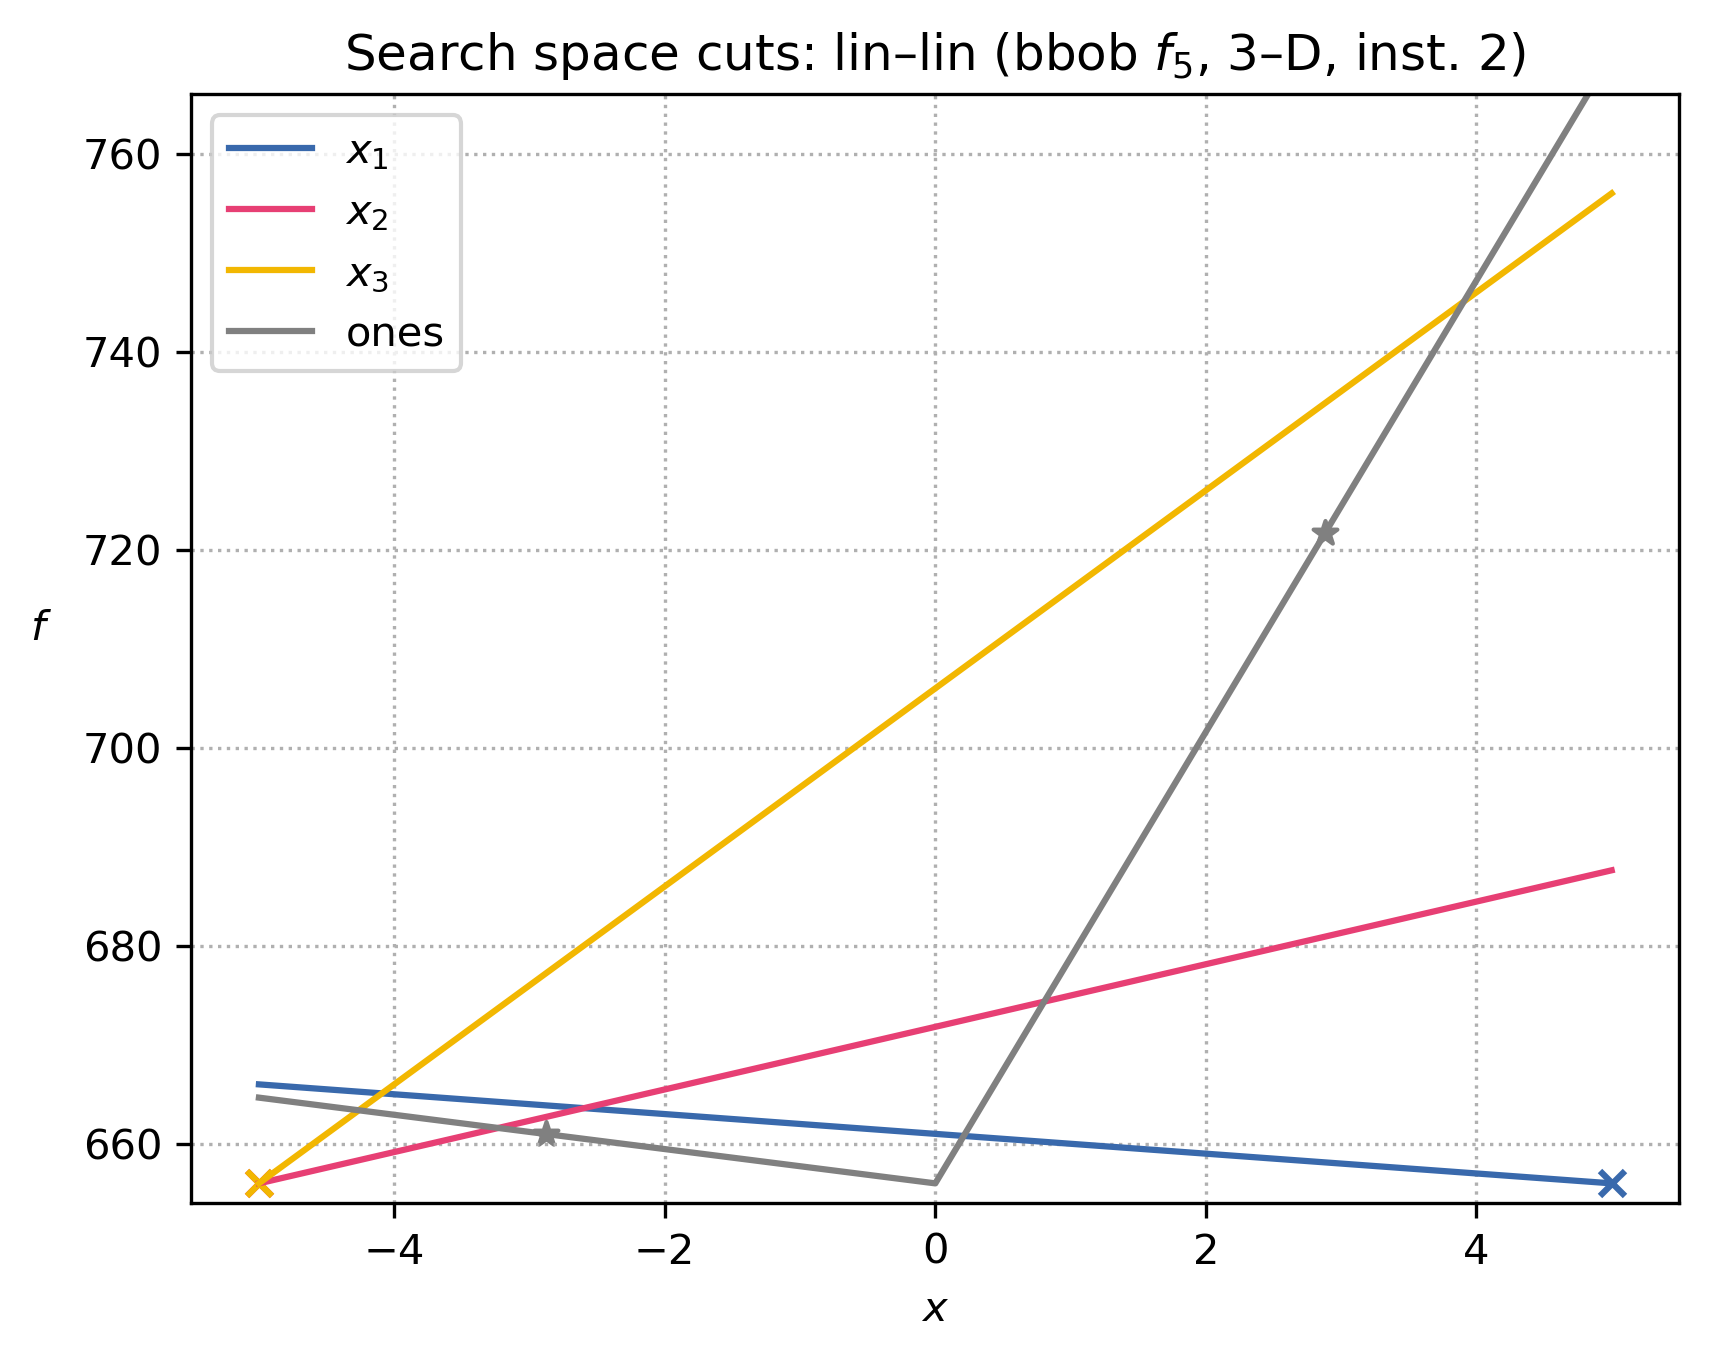 Search space cuts: lin–lin (bbob f₅, 3–D, inst. 2)
x₁
x₂
x₃
ones
760
740
720
700
680
660
f
−4 −2 0 2 4
x